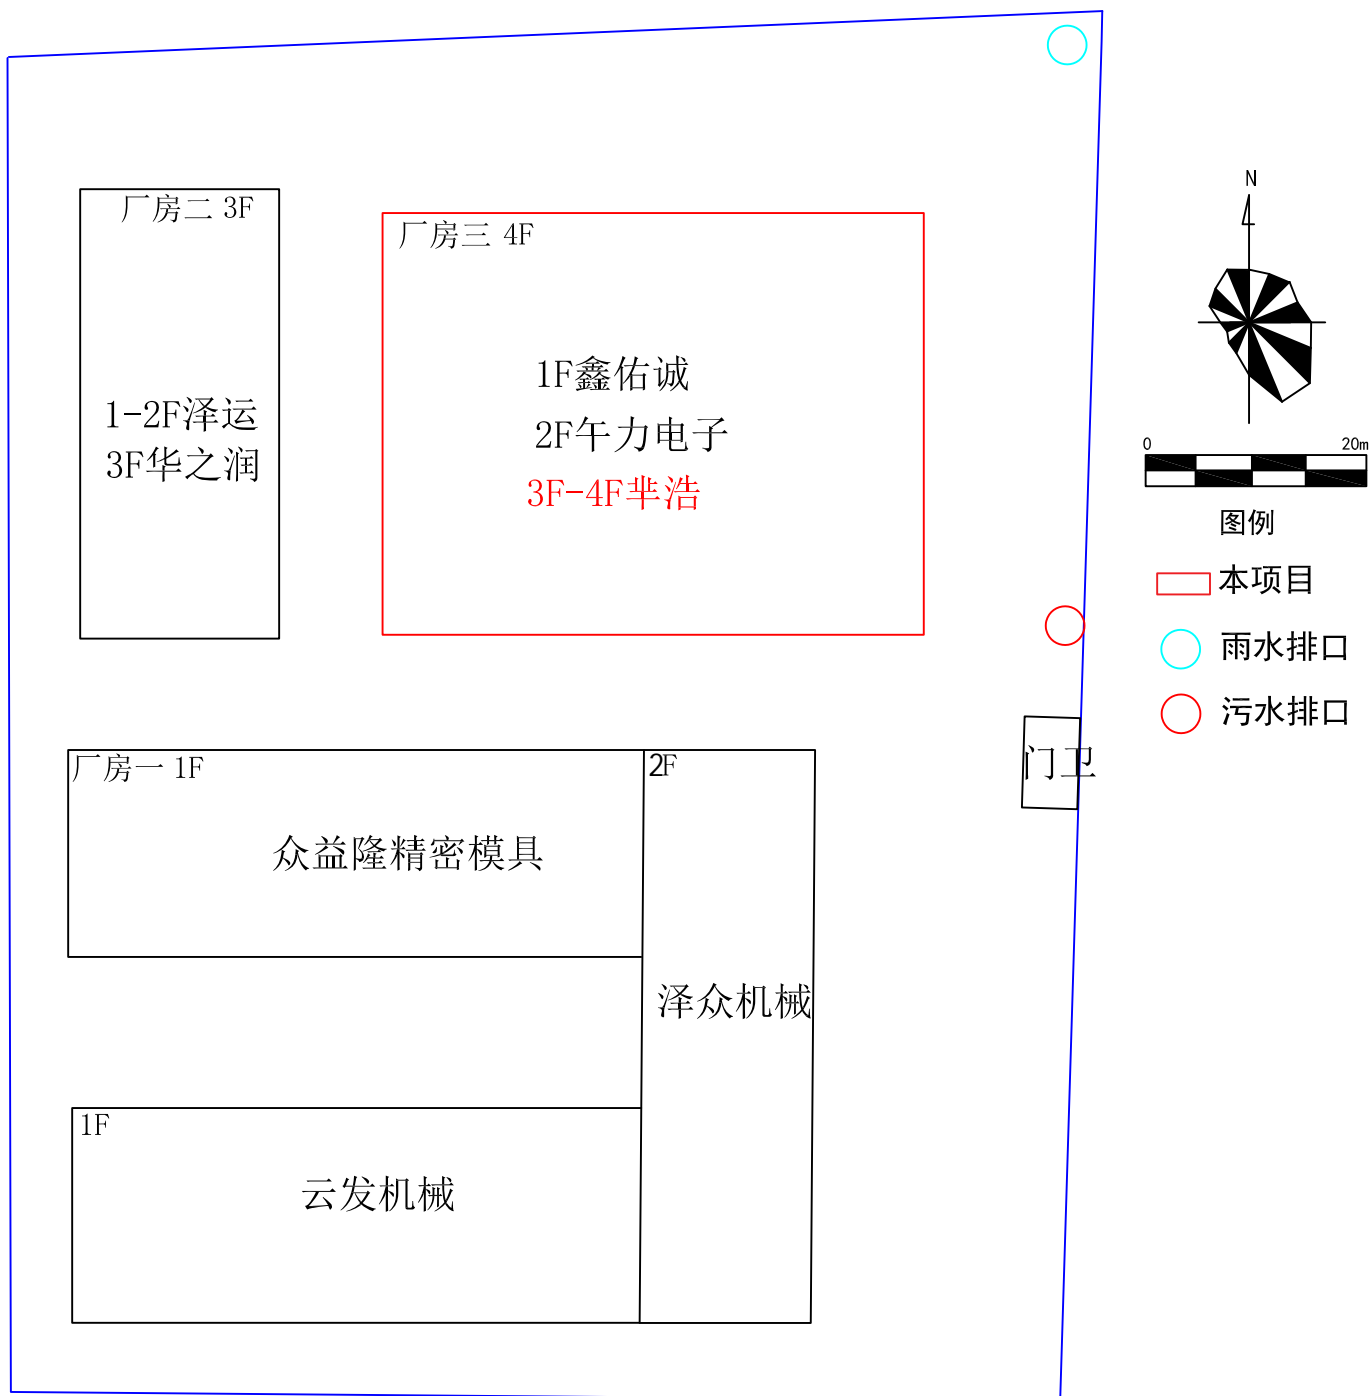 厂房二 3F
1-2F泽运
3F华之润
厂房三 4F
1F鑫佑诚
2F午力电子
3F-4F芈浩
厂房一 1F
众益隆精密模具
2F
泽众机械
1F
云发机械
门卫
N
0 20m
图例
本项目
雨水排口
污水排口